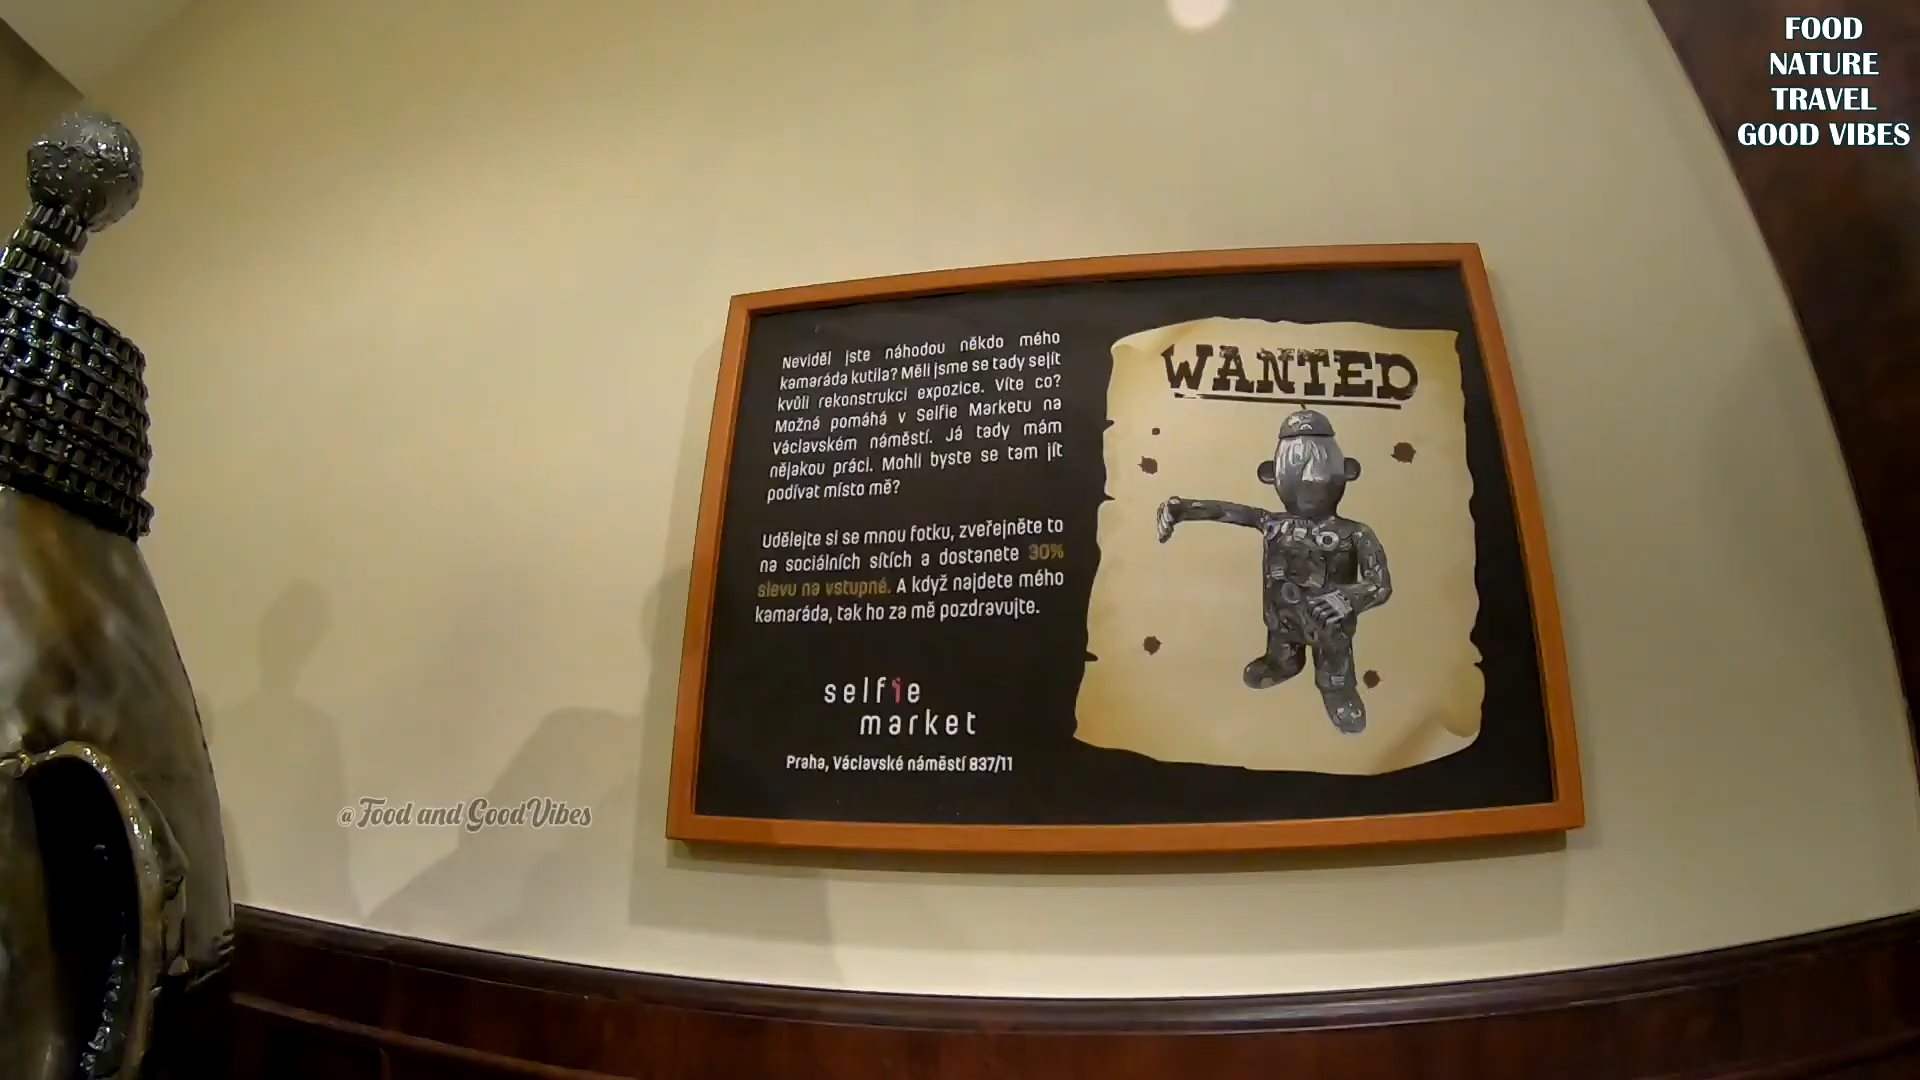 FOOD
NATURE
TRAVEL
GOOD VIBES
Neviděl jste náhodou někdo mého
kamaráda kutila? Měli jsme se tady sejít
kvůli rekonstrukci expozice. Víte co?
Možná pomáhá v Selfie Marketu na
Václavském náměstí. Já tady mám
nějakou práci. Mohli byste se tam jít
podívat místo mě?
Udělejte si se mnou fotku, zveřejněte to
na sociálních sítích a dostanete 30%
slevu na vstupné. A když najdete mého
kamaráda, tak ho za mě pozdravujte.
selfie
market
Praha, Václavské náměstí 837/11
WANTED
@Food and GoodVibes